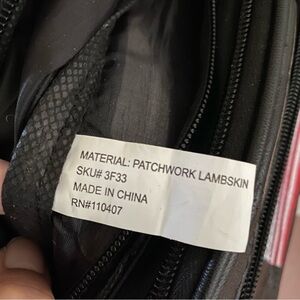 MATERIAL: PATCHWORK LAMBSKIN
SKU# 3F33
MADE IN CHINA
RN#110407